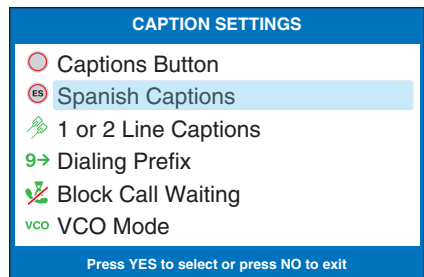 CAPTION SETTINGS
Captions Button
ES Spanish Captions
1 or 2 Line Captions
9→ Dialing Prefix
Block Call Waiting
VCO VCO Mode
Press YES to select or press NO to exit